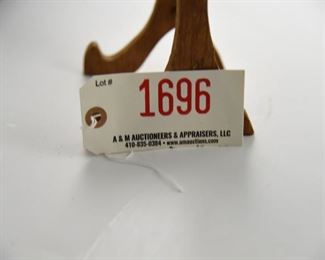 Lot #
1696
A & M AUCTIONEERS & APPRAISERS, LLC
410-835-0384 • www.amauctions.com